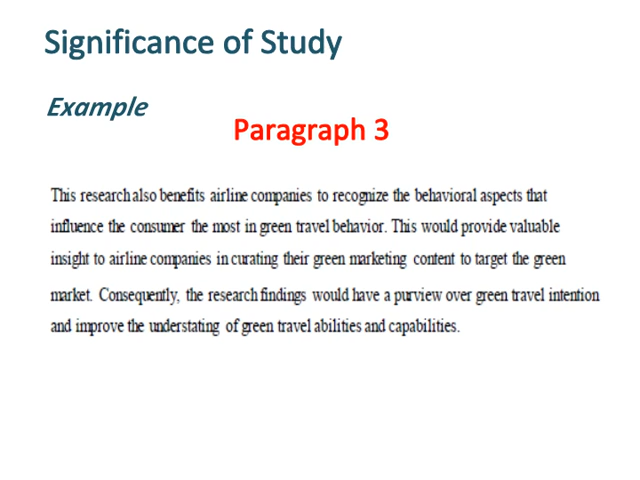 Significance of Study
Example
Paragraph 3
This research also benefits airline companies to recognize the behavioral aspects that
influence the consumer the most in green travel behavior. This would provide valuable
insight to airline companies in curating their green marketing content to target the green
market. Consequently, the research findings would have a purview over green travel intention
and improve the understating of green travel abilities and capabilities.